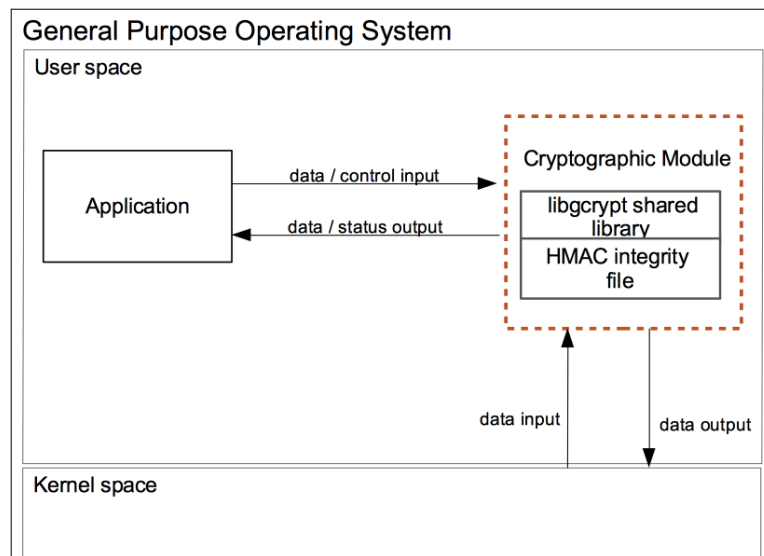 General Purpose Operating System
User space
Cryptographic Module
data / control input
Application
libgcrypt shared
library
data / status output
HMAC integrity
file
data input
data output
Kernel space